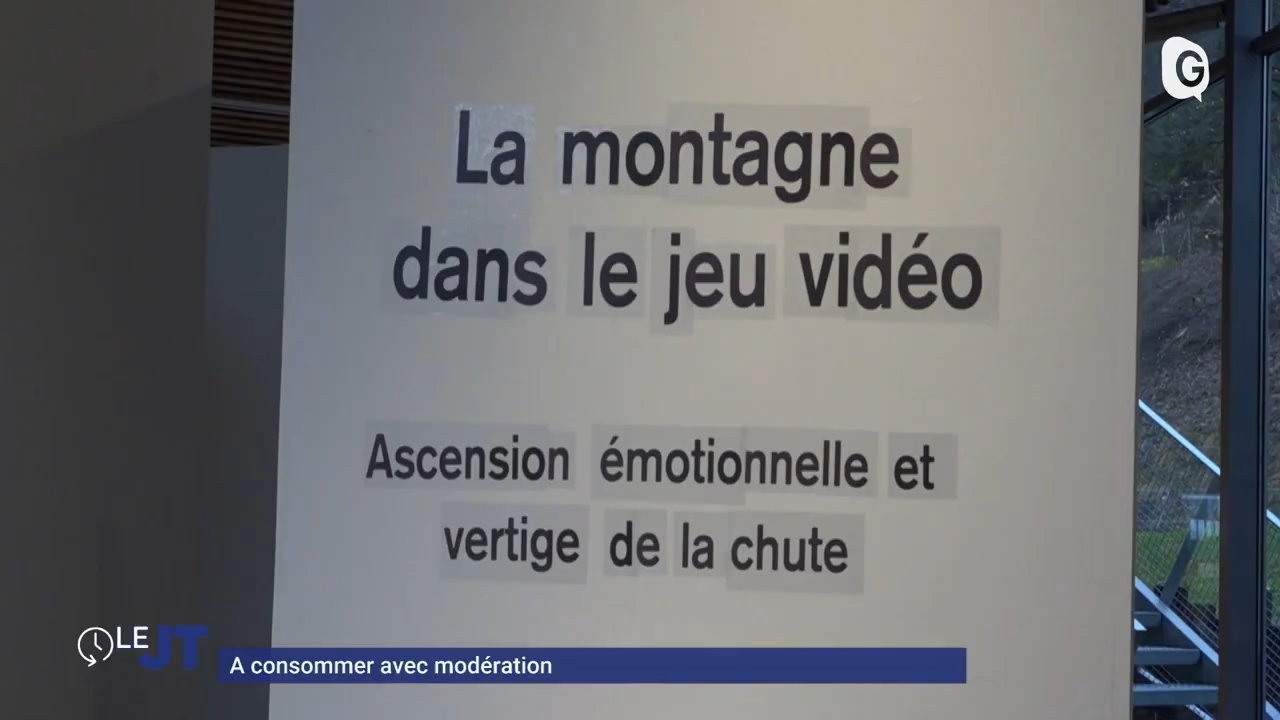 G
La montagne
dans le jeu vidéo
Ascension émotionnelle et
vertige de la chute
LE JT
A consommer avec modération